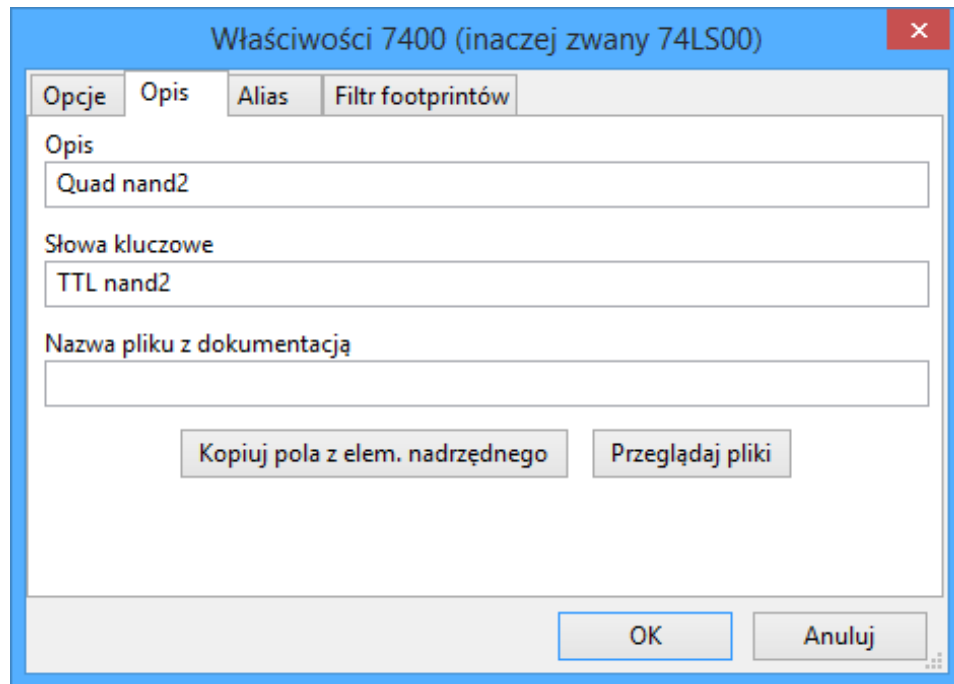 Właściwości 7400 (inaczej zwany 74LS00)
Opcje Opis Alias Filtr footprintów
Opis
Quad nand2
Słowa kluczowe
TTL nand2
Nazwa pliku z dokumentacją
Kopiuj pola z elem. nadrzędnego Przeglądaj pliki
OK Anuluj